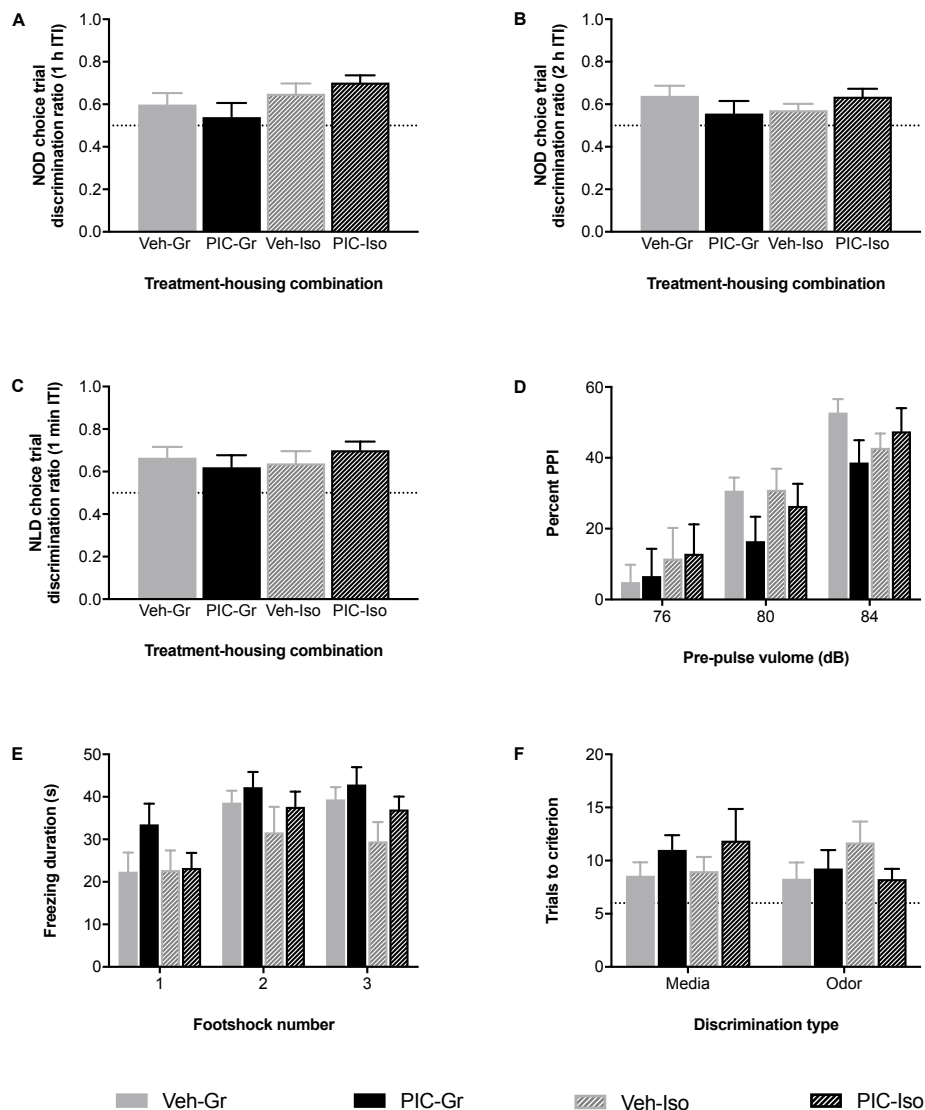 A
NOD choice trial
discrimination ratio (1 h ITI)
1.0
0.8
0.6
0.4
0.2
0.0
Veh-Gr PIC-Gr Veh-Iso PIC-Iso
Treatment-housing combination
B
NOD choice trial
discrimination ratio (2 h ITI)
1.0
0.8
0.6
0.4
0.2
0.0
Veh-Gr PIC-Gr Veh-Iso PIC-Iso
Treatment-housing combination
C
NLD choice trial
discrimination ratio (1 min ITI)
1.0
0.8
0.6
0.4
0.2
0.0
Veh-Gr PIC-Gr Veh-Iso PIC-Iso
Treatment-housing combination
D
Percent PPI
60
40
20
0
76 80 84
Pre-pulse vulome (dB)
E
Freezing duration (s)
50
40
30
20
10
0
1 2 3
Footshock number
F
Trials to criterion
20
15
10
5
0
Media Odor
Discrimination type
Veh-Gr PIC-Gr Veh-Iso PIC-Iso